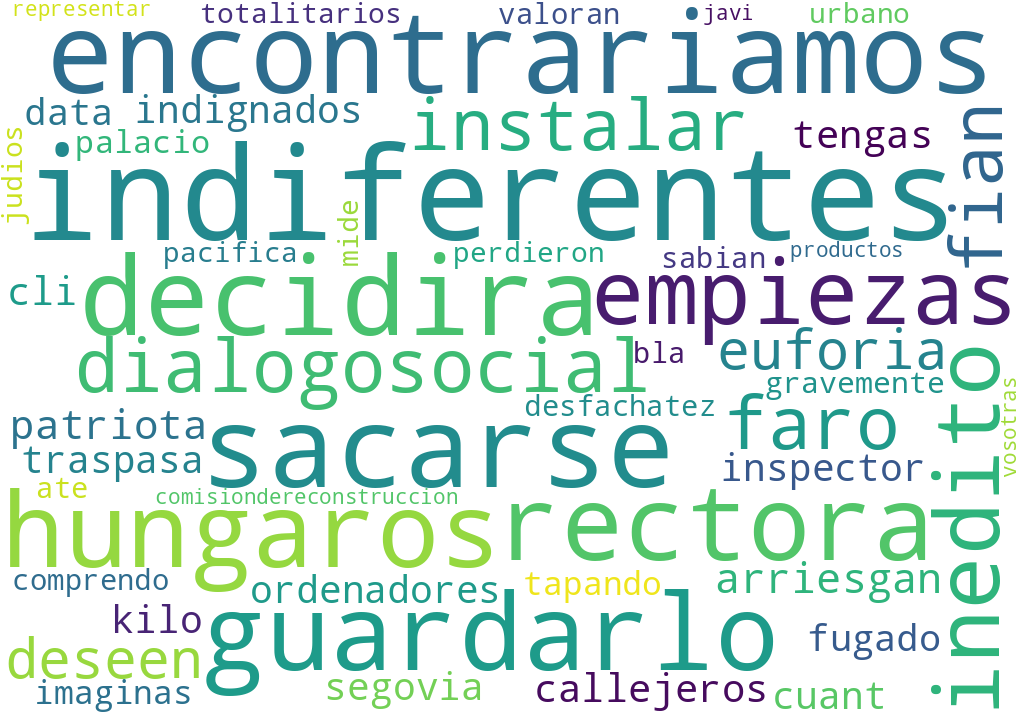 representar
totalitarios
valoran
javi
urbano
encontrariamos
data
indignados
instalar
tengas
fian
judios
palacio
indiferentes
mide
pacifica
perdieron
sabian
productos
cli
decidira
empiezas
dialogosocial
bla
euforia
gravemente
vosotras
desfachatez
patriota
sacarse
faro
inedito
traspasa
inspector
ate
comisiondereconstruccion
hungaros
rectora
comprendo
ordenadores
tapando
arriesgan
kilo
guardarlo
fugado
deseen
imaginas
segovia
callejeros
cuant